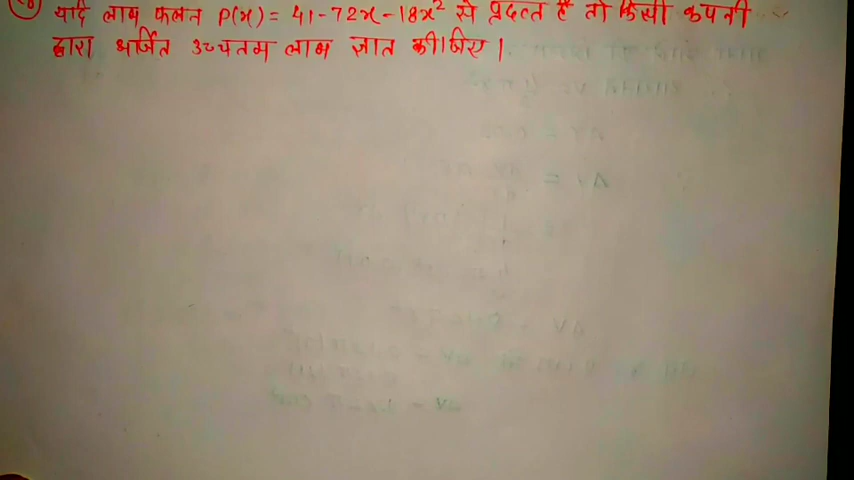 यदि लाभ फलन P(x) = 41-72x-18x² से प्रदत्त है तो किसी कंपनी
द्वारा अर्जित उच्चतम लाभ ज्ञात कीजिए।